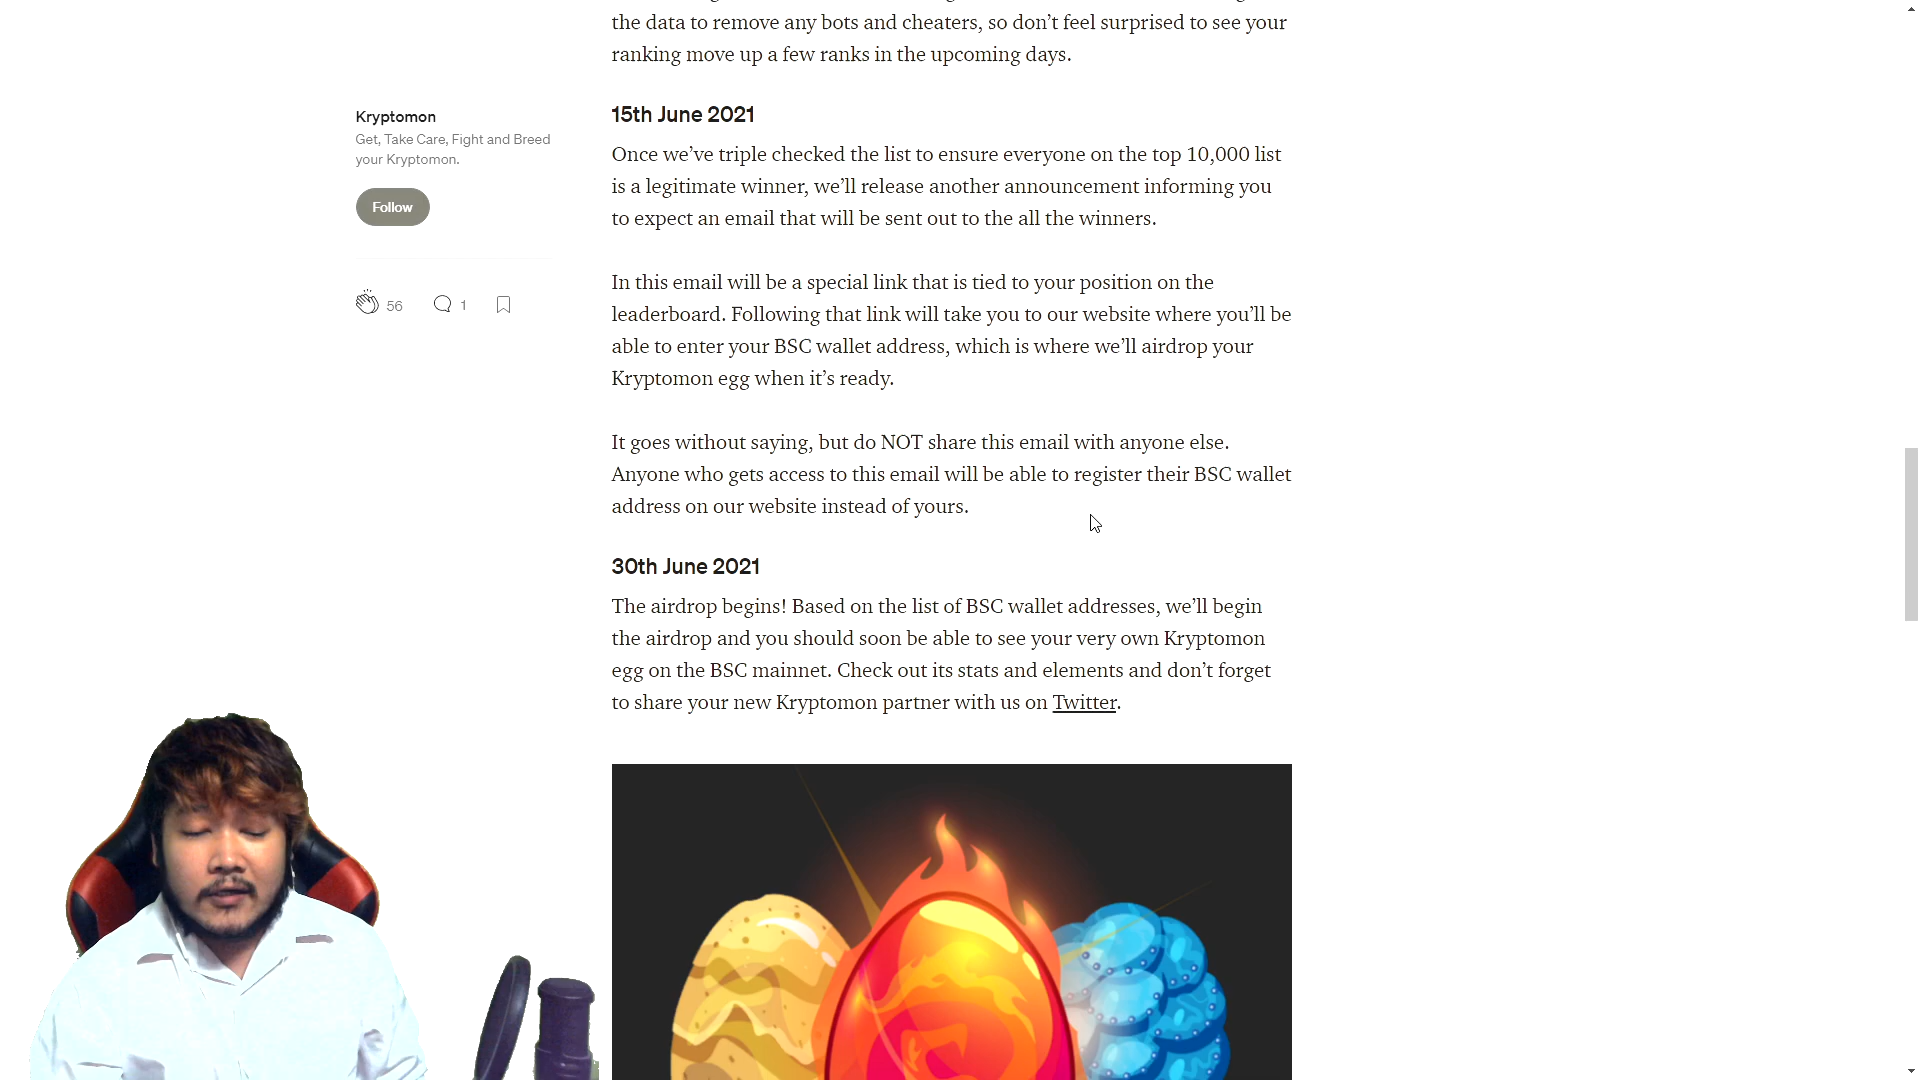 the data to remove any bots and cheaters, so don’t feel surprised to see your
ranking move up a few ranks in the upcoming days.
Kryptomon
Get, Take Care, Fight and Breed
your Kryptomon.
Follow
56
1
15th June 2021
Once we’ve triple checked the list to ensure everyone on the top 10,000 list
is a legitimate winner, we’ll release another announcement informing you
to expect an email that will be sent out to the all the winners.
In this email will be a special link that is tied to your position on the
leaderboard. Following that link will take you to our website where you’ll be
able to enter your BSC wallet address, which is where we’ll airdrop your
Kryptomon egg when it’s ready.
It goes without saying, but do NOT share this email with anyone else.
Anyone who gets access to this email will be able to register their BSC wallet
address on our website instead of yours.
30th June 2021
The airdrop begins! Based on the list of BSC wallet addresses, we’ll begin
the airdrop and you should soon be able to see your very own Kryptomon
egg on the BSC mainnet. Check out its stats and elements and don’t forget
to share your new Kryptomon partner with us on Twitter.